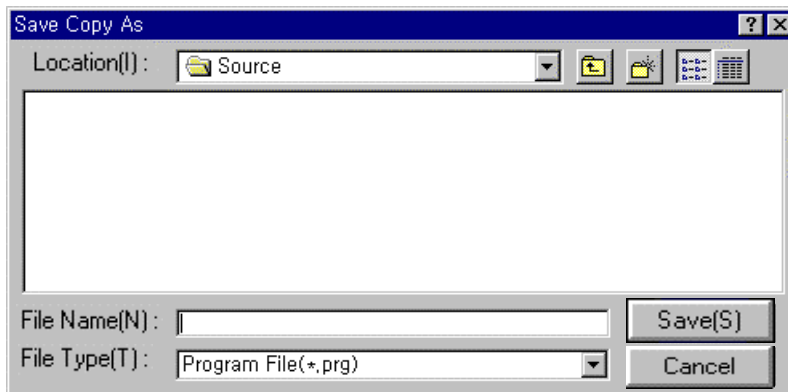 Save Copy As
Location(I) : Source
File Name(N) :
Save(S)
File Type(T) : Program File(*.prg)
Cancel